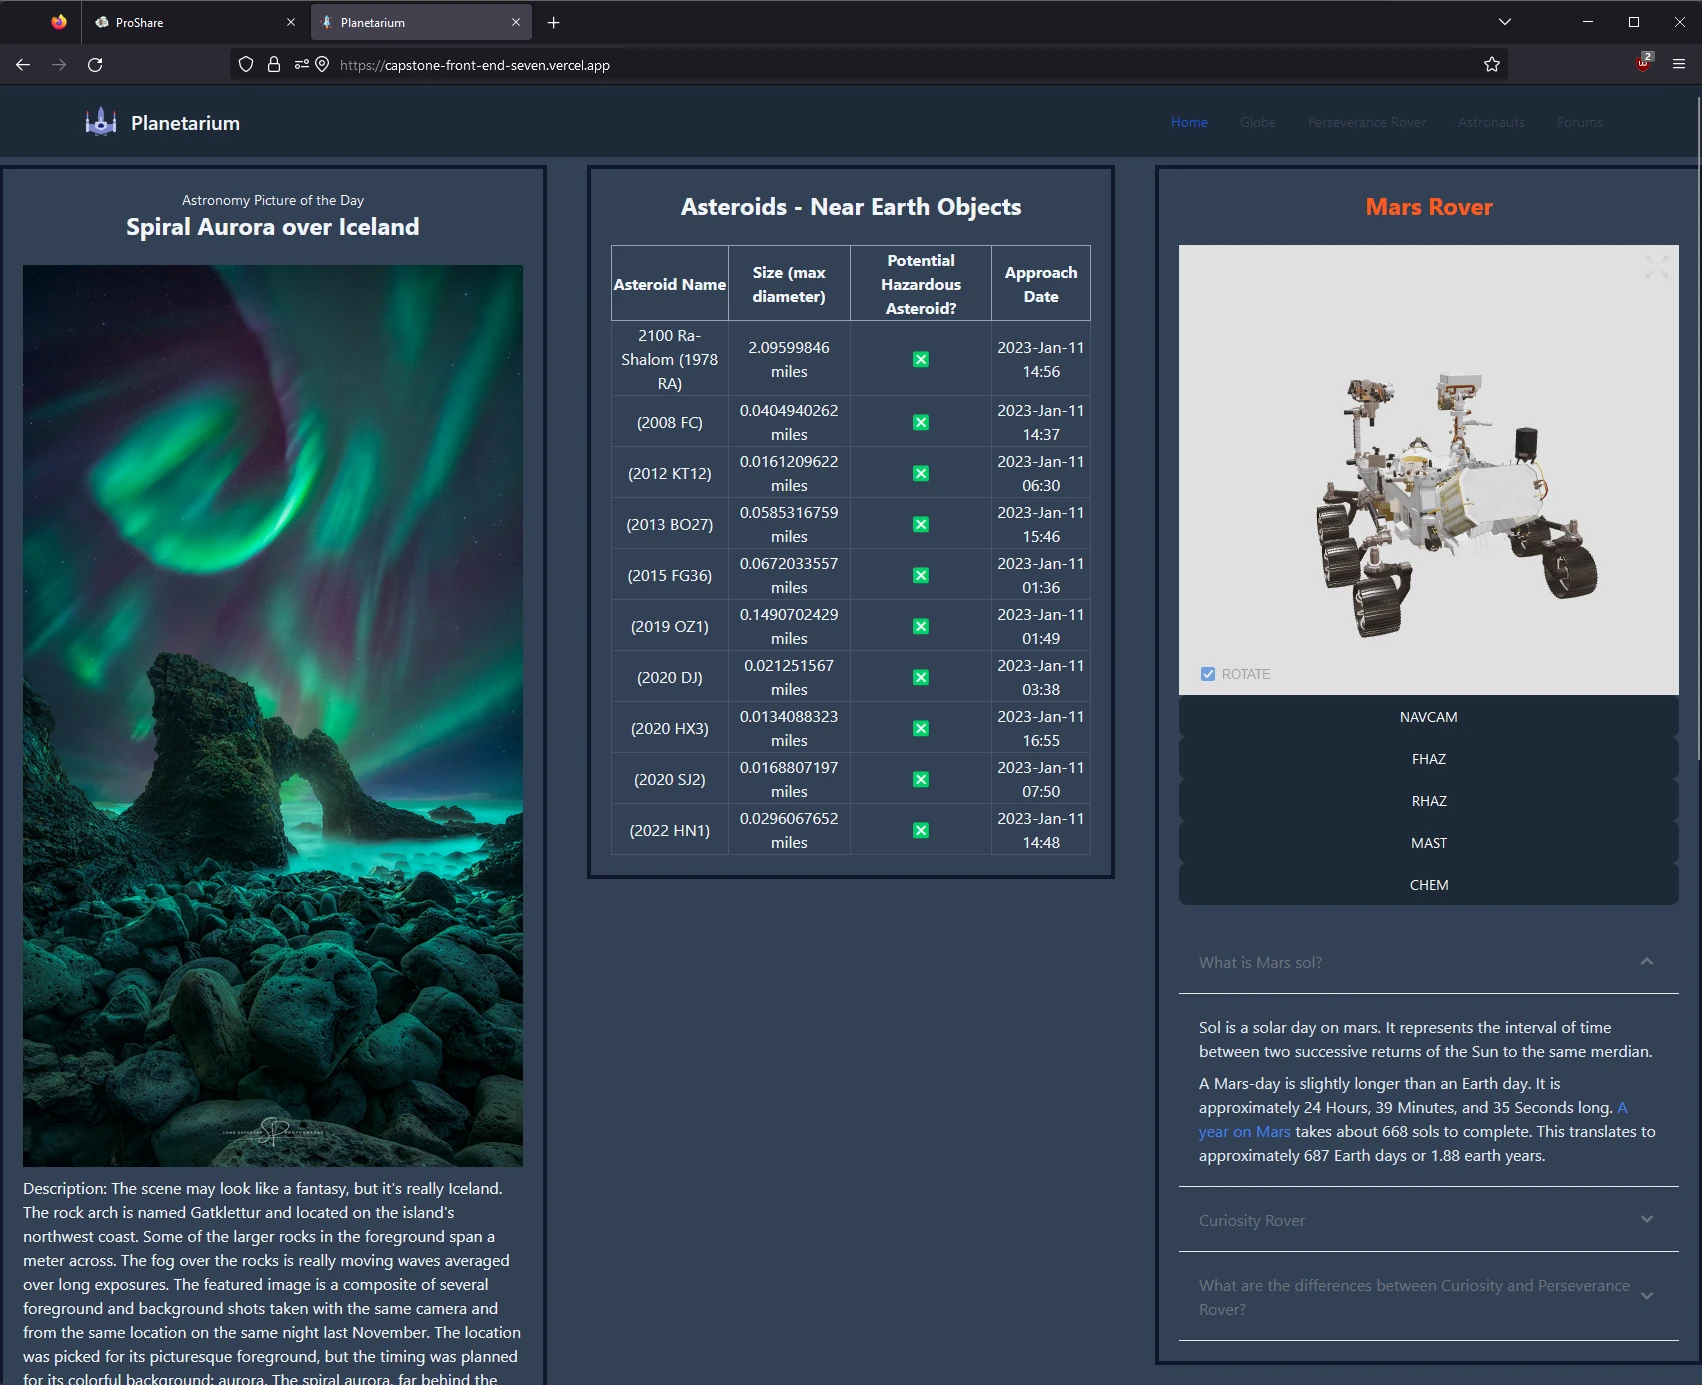 ProShare
Planetarium
2
https://capstone-front-end-seven.vercel.app
Planetarium
Home
Globe
Perseverance Rover
Astronauts
Forums
Astronomy Picture of the Day
Spiral Aurora over Iceland
LONG EXPOSURE SP PHOTOGRAPHS
Description: The scene may look like a fantasy, but it's really Iceland.
The rock arch is named Gatklettur and located on the island's
northwest coast. Some of the larger rocks in the foreground span a
meter across. The fog over the rocks is really moving waves averaged
over long exposures. The featured image is a composite of several
foreground and background shots taken with the same camera and
from the same location on the same night last November. The location
was picked for its picturesque foreground, but the timing was planned
for its colorful background: aurora. The spiral aurora, far behind the
Asteroids - Near Earth Objects
Asteroid Name
Size (max
diameter)
Potential
Hazardous
Asteroid?
Approach
Date
2100 Ra-
Shalom (1978
RA)
2.09599846
miles
2023-Jan-11
14:56
(2008 FC)
0.0404940262
miles
2023-Jan-11
14:37
(2012 KT12)
0.0161209622
miles
2023-Jan-11
06:30
(2013 BO27)
0.0585316759
miles
2023-Jan-11
15:46
(2015 FG36)
0.0672033557
miles
2023-Jan-11
01:36
(2019 OZ1)
0.1490702429
miles
2023-Jan-11
01:49
(2020 DJ)
0.021251567
miles
2023-Jan-11
03:38
(2020 HX3)
0.0134088323
miles
2023-Jan-11
16:55
(2020 SJ2)
0.0168807197
miles
2023-Jan-11
07:50
(2022 HN1)
0.0296067652
miles
2023-Jan-11
14:48
Mars Rover
ROTATE
NAVCAM
FHAZ
RHAZ
MAST
CHEM
What is Mars sol?
Sol is a solar day on mars. It represents the interval of time
between two successive returns of the Sun to the same merdian.
A Mars-day is slightly longer than an Earth day. It is
approximately 24 Hours, 39 Minutes, and 35 Seconds long. A
year on Mars takes about 668 sols to complete. This translates to
approximately 687 Earth days or 1.88 earth years.
Curiosity Rover
What are the differences between Curiosity and Perseverance
Rover?